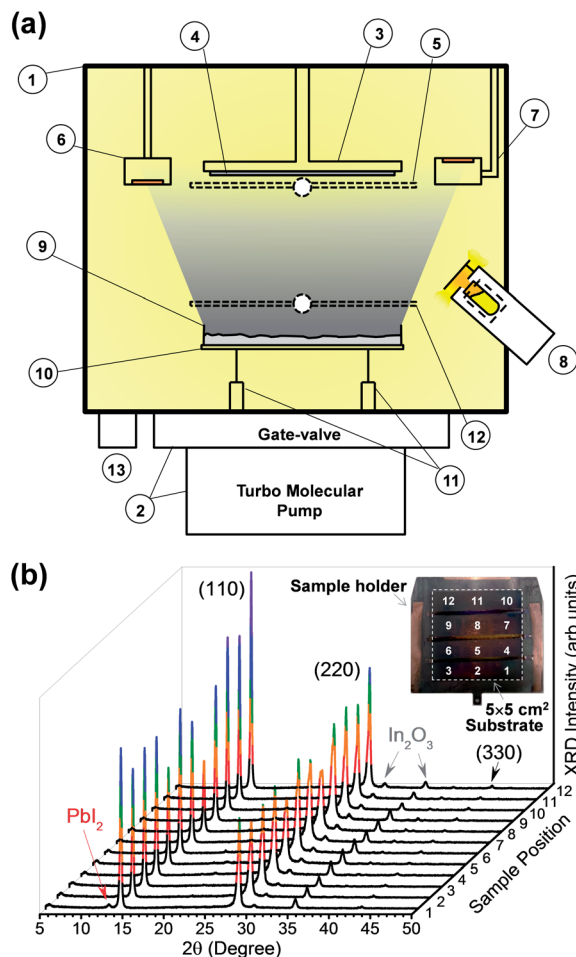 (a)
4
3
5
1
6
7
9
8
10
12
Gate-valve
13
11
2
Turbo Molecular
Pump
(b)
(110)
Sample holder
12 11 10
9 8 7
6 5 4
3 2 1
(220)
5×5 cm²
Substrate
In₂O₃
(330)
PbI₂
XRD Intensity (arb units)
1 2 3 4 5 6 7 8 9 10 11 12
Sample Position
5 10 15 20 25 30 35 40 45 50
2θ (Degree)